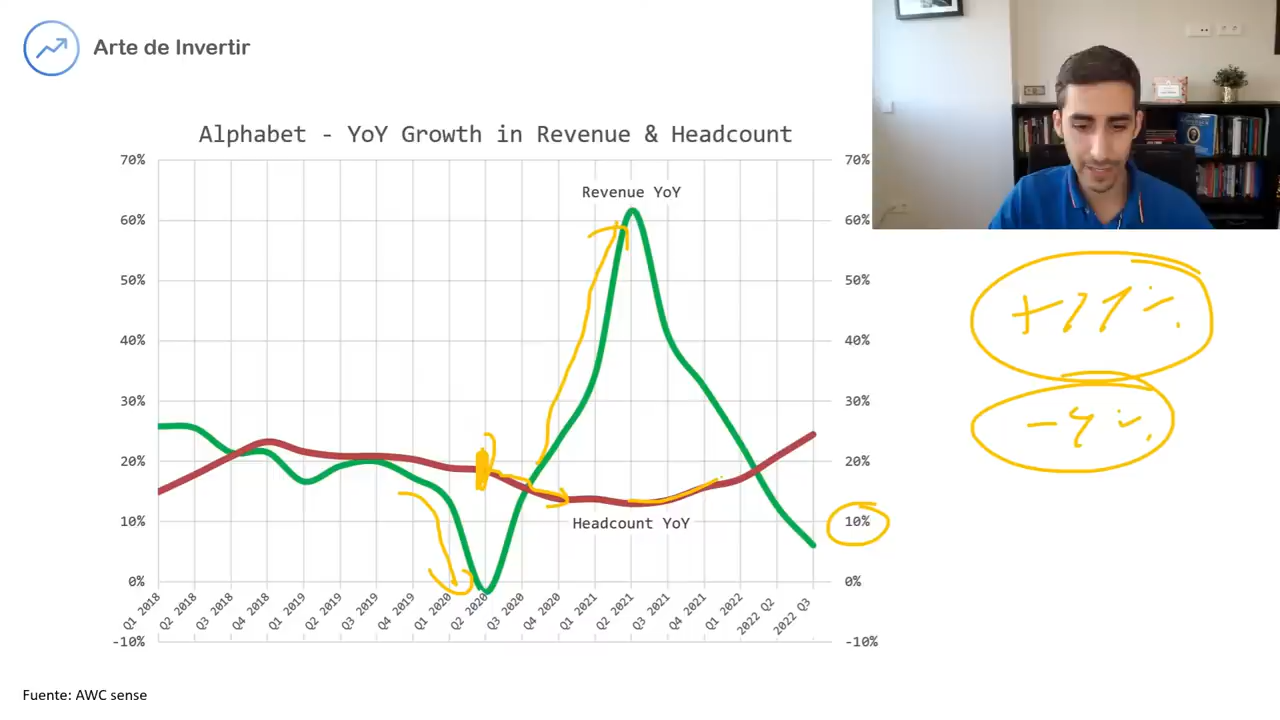 Arte de Invertir
Alphabet - YoY Growth in Revenue & Headcount
70%
60%
50%
40%
30%
20%
10%
0%
-10%
70%
60%
50%
40%
30%
20%
10%
0%
-10%
Revenue YoY
Headcount YoY
Q1 2018
Q2 2018
Q3 2018
Q4 2018
Q1 2019
Q2 2019
Q3 2019
Q4 2019
Q1 2020
Q2 2020
Q3 2020
Q4 2020
Q1 2021
Q2 2021
Q3 2021
Q4 2021
Q1 2022
2022 Q2
2022 Q3
+11%
-4%
Fuente: AWC sense